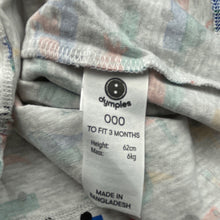 dymples
000
TO FIT 3 MONTHS
Height: 62cm
Mass: 6kg
MADE IN
BANGLADESH